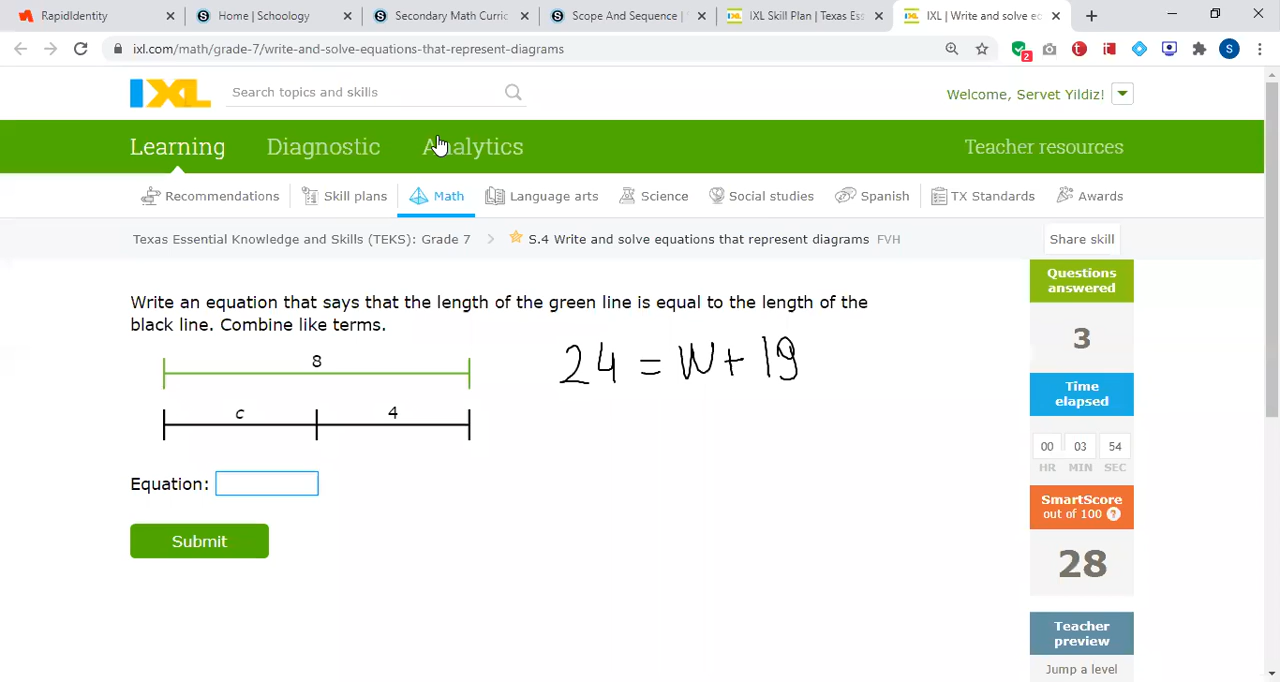 RapidIdentity
Home | Schoology
Secondary Math Curric
Scope And Sequence |
IXL Skill Plan | Texas Ess
IXL | Write and solve eq
ixl.com/math/grade-7/write-and-solve-equations-that-represent-diagrams
2
S
IXL
Search topics and skills
Welcome, Servet Yildiz!
Learning
Diagnostic
Analytics
Teacher resources
Recommendations
Skill plans
Math
Language arts
Science
Social studies
Spanish
TX Standards
Awards
Texas Essential Knowledge and Skills (TEKS): Grade 7
S.4 Write and solve equations that represent diagrams FVH
Share skill
Write an equation that says that the length of the green line is equal to the length of the
black line. Combine like terms.
8
c 4
24 = W + 19
Equation:
Submit
Questions
answered
3
Time
elapsed
00 03 54
HR MIN SEC
SmartScore
out of 100 ?
28
Teacher
preview
Jump a level